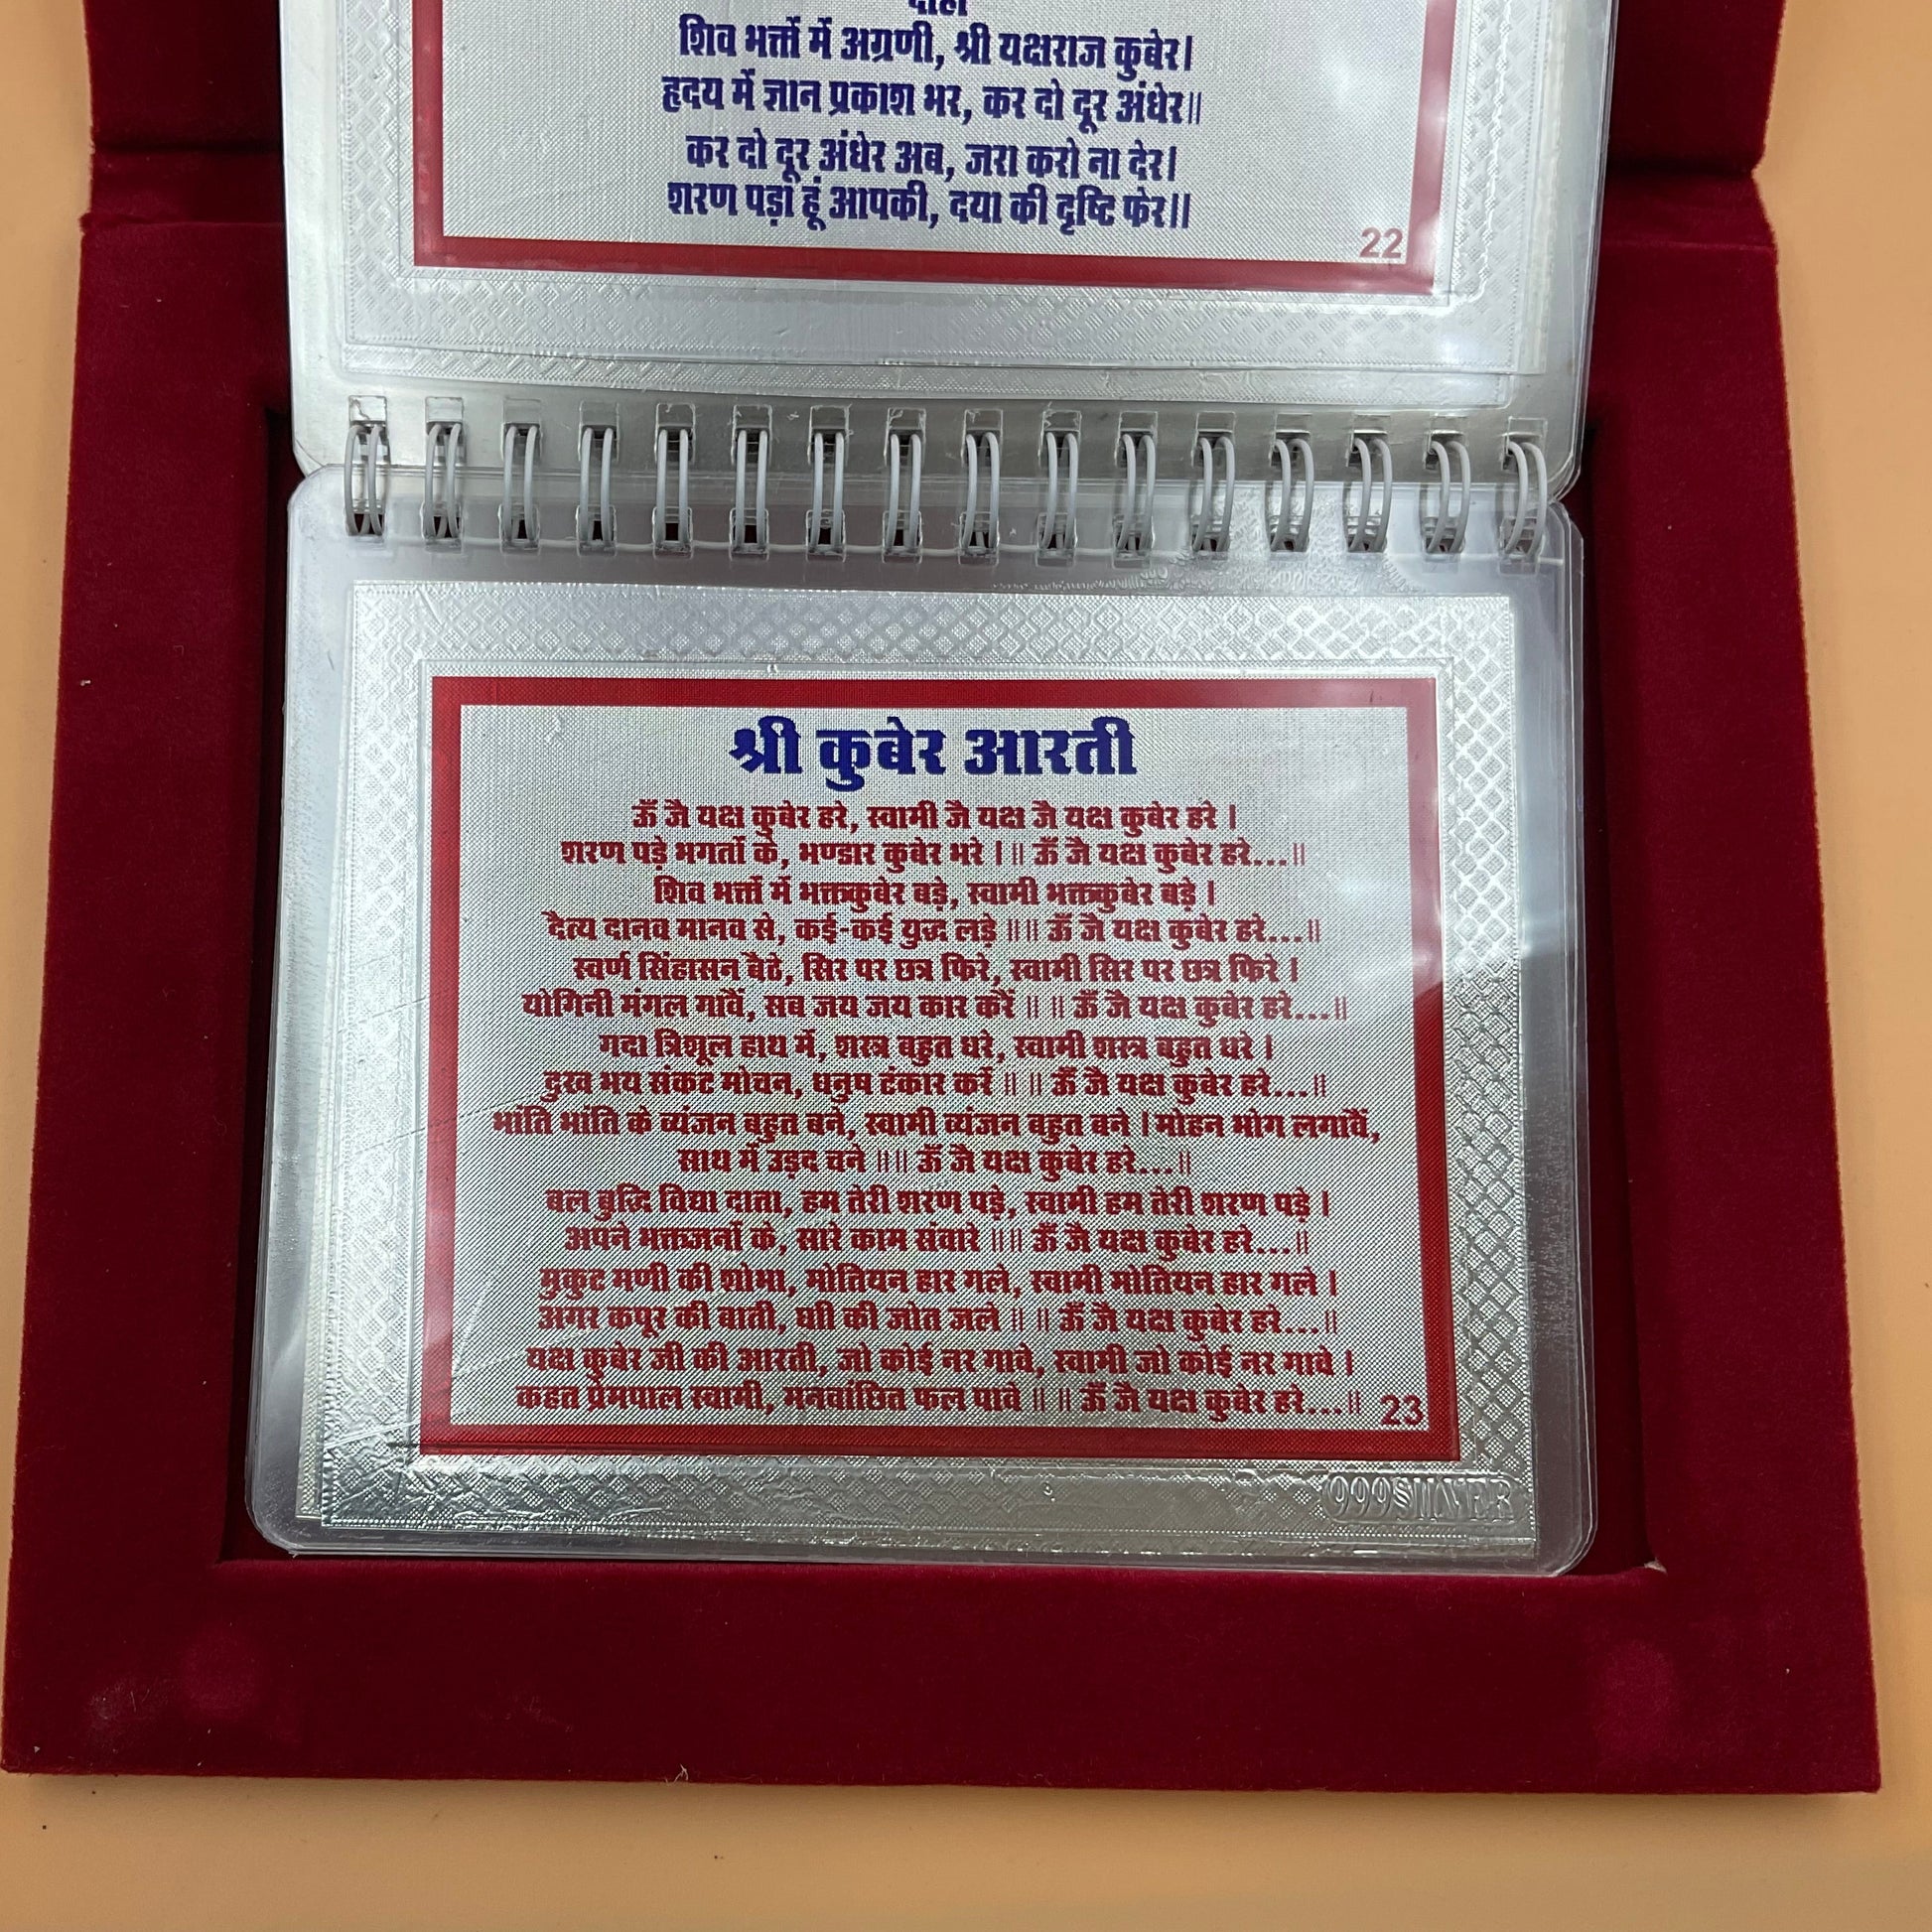 दोहा
शिव भक्तों में अग्रणी, श्री यक्षराज कुबेर।
हृदय में ज्ञान प्रकाश भर, कर दो दूर अंधेर॥
कर दो दूर अंधेर अब, जरा करो ना देर।
शरण पड़ा हूं आपकी, दया की दृष्टि फेर।।
22
श्री कुबेर आरती
ऊँ जै यक्ष कुबेर हरे, स्वामी जै यक्ष जै यक्ष कुबेर हरे ।
शरण पड़े भगतों के, भण्डार कुबेर भरे । ॥ ऊँ जै यक्ष कुबेर हरे...॥
शिव भक्तों में भक्तकुबेर बड़े, स्वामी भक्तकुबेर बड़े ।
दैत्य दानव मानव से, कई-कई युद्ध लड़े ॥॥ ऊँ जै यक्ष कुबेर हरे...॥
स्वर्ण सिंहासन बैठे, सिर पर छत्र फिरे, स्वामी सिर पर छत्र फिरे ।
योगिनी मंगल गावैं, सब जय जय कार करैं ॥ ॥ ऊँ जै यक्ष कुबेर हरे...॥
गदा त्रिशूल हाथ में, शस्त्र बहुत धरे, स्वामी शस्त्र बहुत धरे ।
दुख भय संकट मोचन, धनुष टंकार करें ॥ ॥ ऊँ जै यक्ष कुबेर हरे...॥
भांति भांति के व्यंजन बहुत बने, स्वामी व्यंजन बहुत बने । मोहन भोग लगावैं,
साथ में उड़द चने ॥॥ ऊँ जै यक्ष कुबेर हरे...॥
बल बुद्धि विद्या दाता, हम तेरी शरण पड़े, स्वामी हम तेरी शरण पड़े ।
अपने भक्तजनों के, सारे काम संवारे ॥॥ ऊँ जै यक्ष कुबेर हरे...॥
मुकुट मणी की शोभा, मोतियन हार गले, स्वामी मोतियन हार गले ।
अगर कपूर की बाती, घी की जोत जले ॥ ॥ ऊँ जै यक्ष कुबेर हरे...॥
यक्ष कुबेर जी की आरती, जो कोई नर गावे, स्वामी जो कोई नर गावे ।
कहत प्रेमपाल स्वामी, मनवांछित फल पावे ॥ ॥ ऊँ जै यक्ष कुबेर हरे...॥
23
999 SILVER